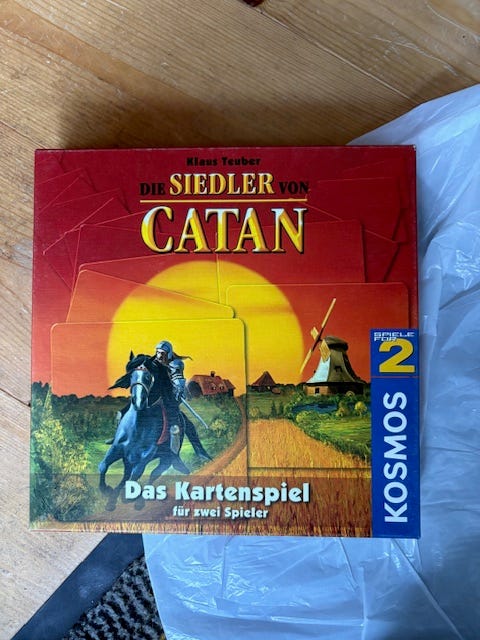 Klaus Teuber
DIE SIEDLER VON
CATAN
SPIELE
FÜR
2
KOSMOS
Das Kartenspiel
für zwei Spieler